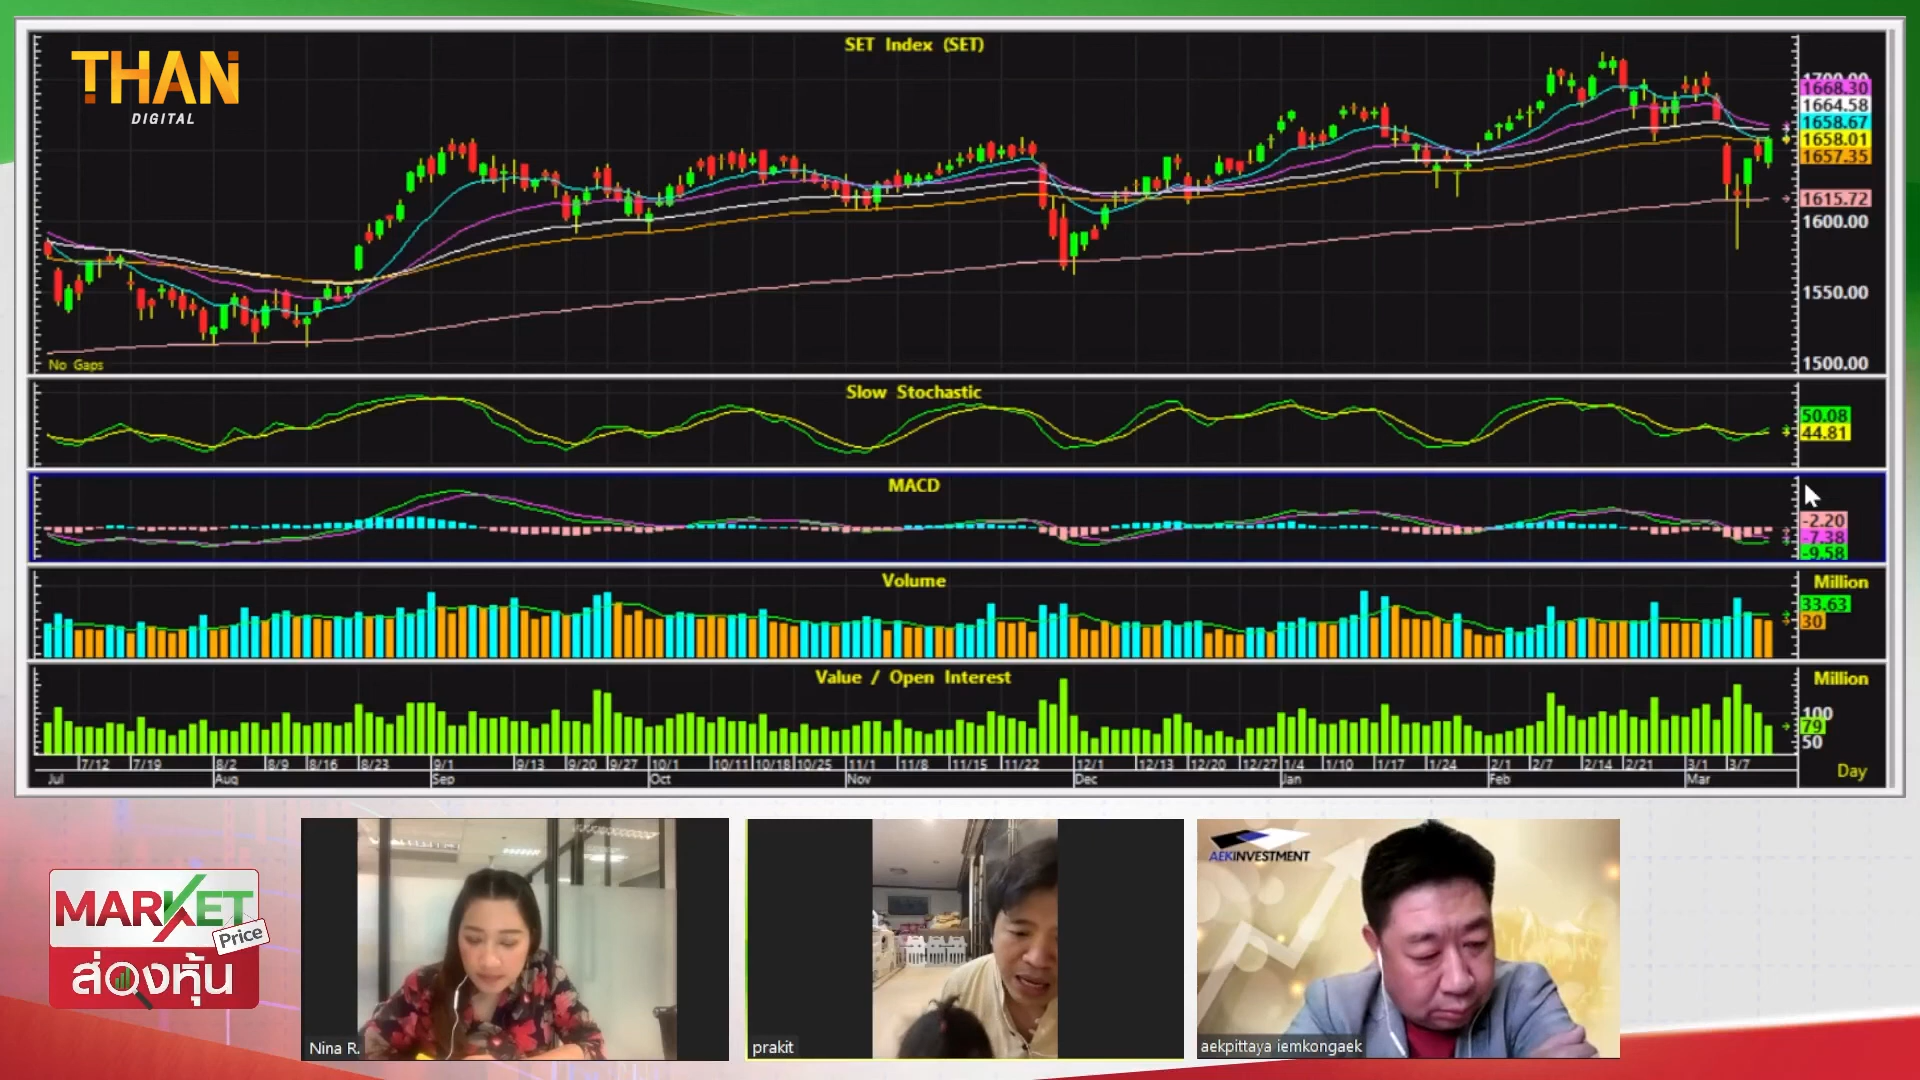 THAN
DIGITAL
SET Index (SET)
1700.00
1668.30
1664.58
1658.67
1658.01
1657.35
1615.72
1600.00
1550.00
1500.00
No Gaps
Slow Stochastic
50.08
44.81
MACD
-2.20
-7.38
-9.58
Volume
Million
33.63
30
Value / Open Interest
Million
100
79
50
7/12 7/19 8/2 8/9 8/16 8/23 9/1 9/13 9/20 9/27 10/1 10/11 10/18 10/25 11/1 11/8 11/15 11/22 12/1 12/13 12/20 12/27 1/4 1/10 1/17 1/24 2/1 2/7 2/14 2/21 3/1 3/7
Jul Aug Sep Oct Nov Dec Jan Feb Mar
Day
MARKET
Price
ส่องหุ้น
Nina R.
prakit
AEKINVESTMENT
aekpittaya iemkongaek